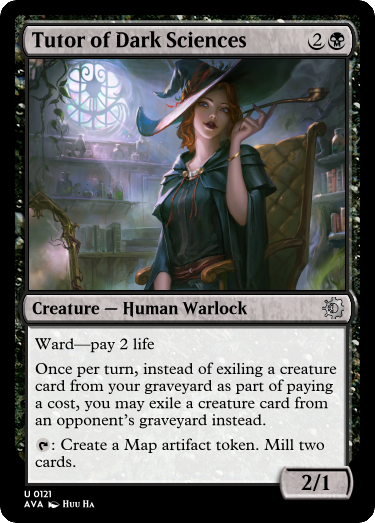 Tutor of Dark Sciences 2
Creature — Human Warlock
Ward—pay 2 life
Once per turn, instead of exiling a creature
card from your graveyard as part of paying
a cost, you may exile a creature card from
an opponent's graveyard instead.
: Create a Map artifact token. Mill two
cards.
2/1
U 0121
AVA Huu Ha